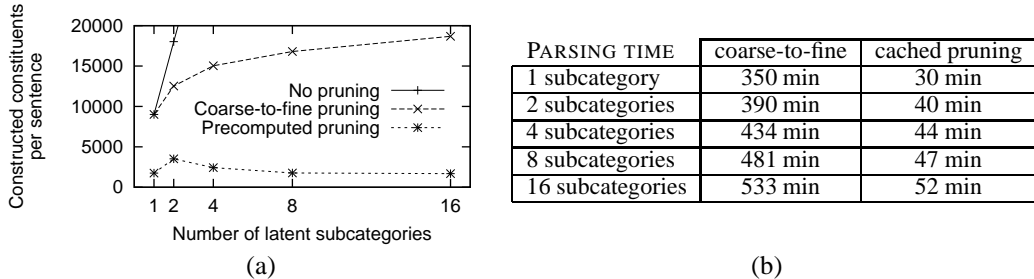 20000
15000
10000
5000
0
Constructed constituents
per sentence
No pruning
Coarse-to-fine pruning
Precomputed pruning
1 2 4 8 16
Number of latent subcategories
(a)
PARSING TIME coarse-to-fine cached pruning
1 subcategory 350 min 30 min
2 subcategories 390 min 40 min
4 subcategories 434 min 44 min
8 subcategories 481 min 47 min
16 subcategories 533 min 52 min
(b)